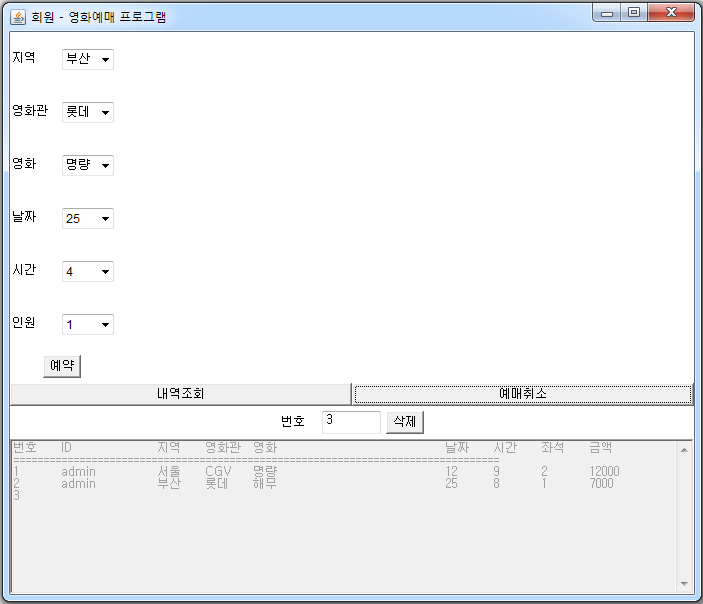 회원 - 영화예매 프로그램
지역 부산
영화관 롯데
영화 명량
날짜 25
시간 4
인원 1
예약
내역조회 예매취소
번호 3 삭제
번호 ID 지역 영화관 영화 날짜 시간 좌석 금액
=============================================================
1 admin 서울 CGV 명량 12 9 2 12000
2 admin 부산 롯데 해무 25 8 1 7000
3